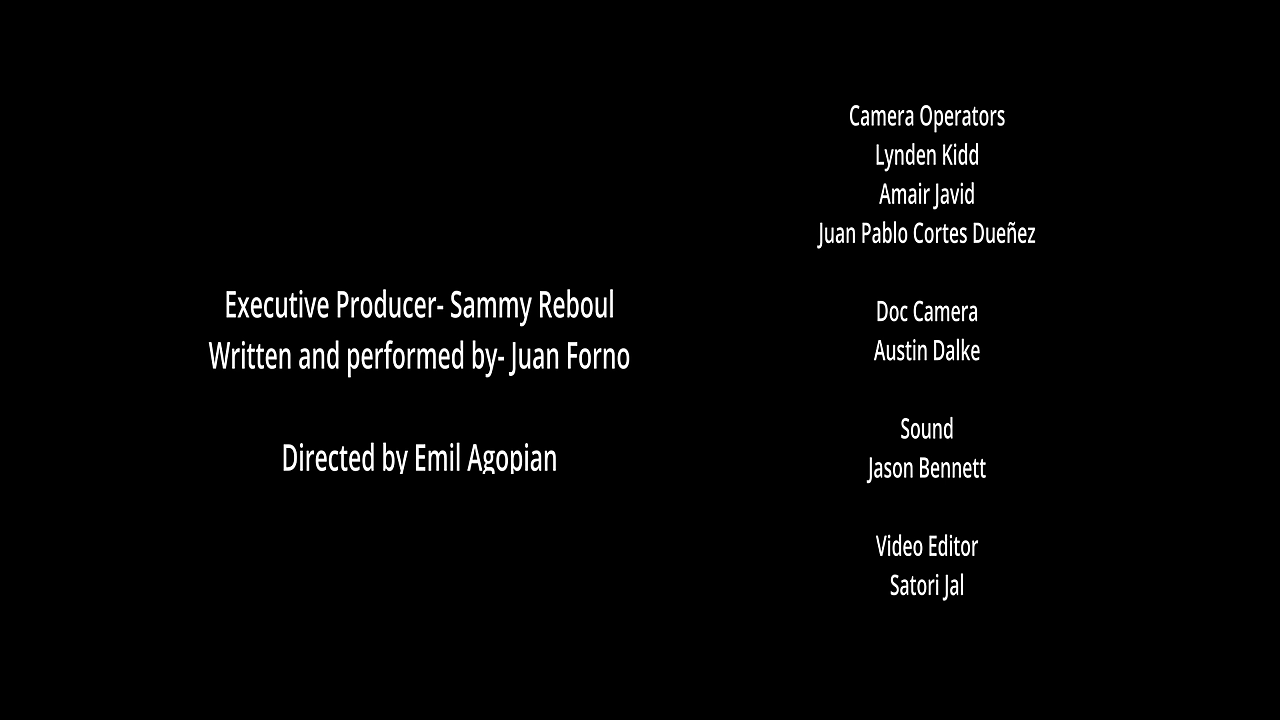 Executive Producer- Sammy Reboul
Written and performed by- Juan Forno
Directed by Emil Agopian
Camera Operators
Lynden Kidd
Amair Javid
Juan Pablo Cortes Dueñez
Doc Camera
Austin Dalke
Sound
Jason Bennett
Video Editor
Satori Jal